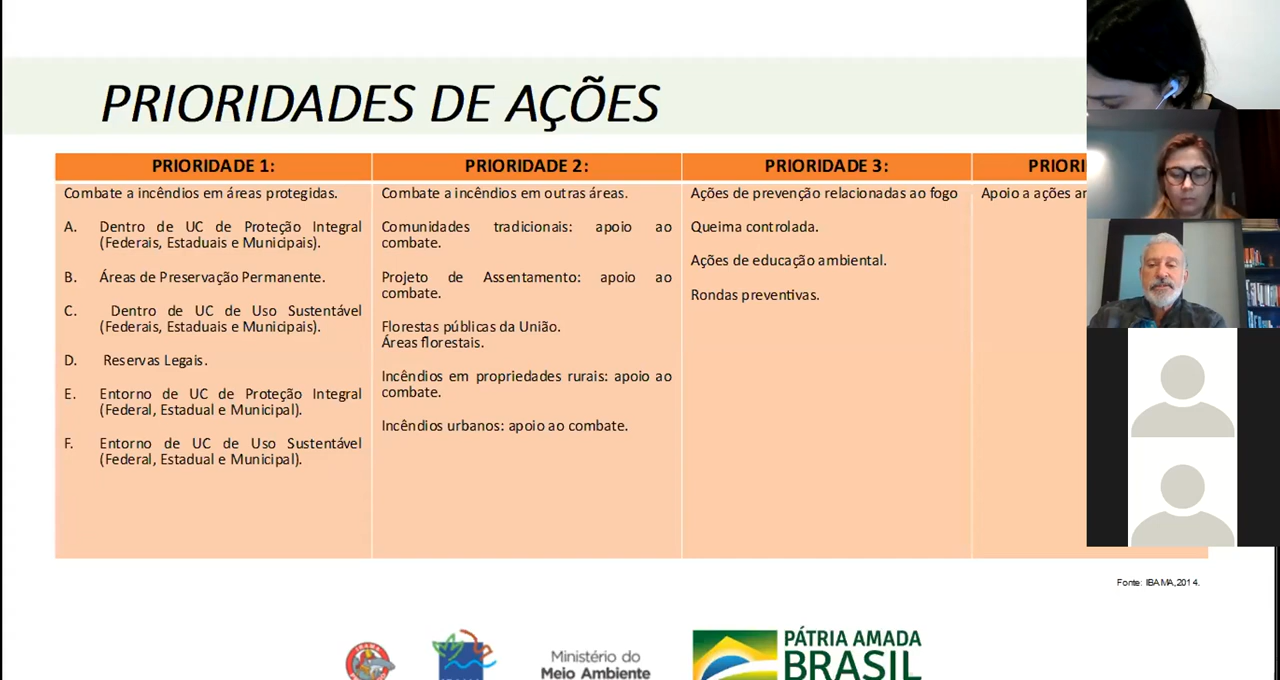 PRIORIDADES DE AÇÕES
PRIORIDADE 1:
Combate a incêndios em áreas protegidas.
A. Dentro de UC de Proteção Integral
(Federais, Estaduais e Municipais).
B. Áreas de Preservação Permanente.
C. Dentro de UC de Uso Sustentável
(Federais, Estaduais e Municipais).
D. Reservas Legais.
E. Entorno de UC de Proteção Integral
(Federal, Estadual e Municipal).
F. Entorno de UC de Uso Sustentável
(Federal, Estadual e Municipal).
PRIORIDADE 2:
Combate a incêndios em outras áreas.
Comunidades tradicionais: apoio ao
combate.
Projeto de Assentamento: apoio ao
combate.
Florestas públicas da União.
Áreas florestais.
Incêndios em propriedades rurais: apoio ao
combate.
Incêndios urbanos: apoio ao combate.
PRIORIDADE 3:
Ações de prevenção relacionadas ao fogo
Queima controlada.
Ações de educação ambiental.
Rondas preventivas.
PRIORI
Apoio a ações
Fonte: IBAMA,2014.
Ministério do
Meio Ambiente
PÁTRIA AMADA
BRASIL